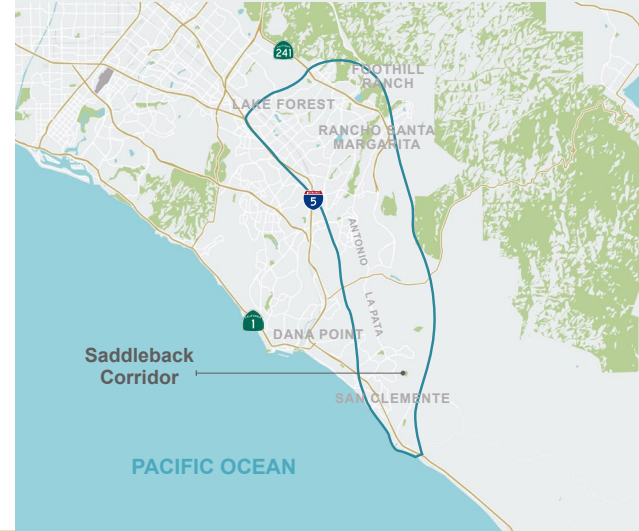 241
FOOTHILL
RANCH
LAKE FOREST
RANCHO SANTA
MARGARITA
5
ANTONIO
LA PATA
1
DANA POINT
Saddleback
Corridor
SAN CLEMENTE
PACIFIC OCEAN